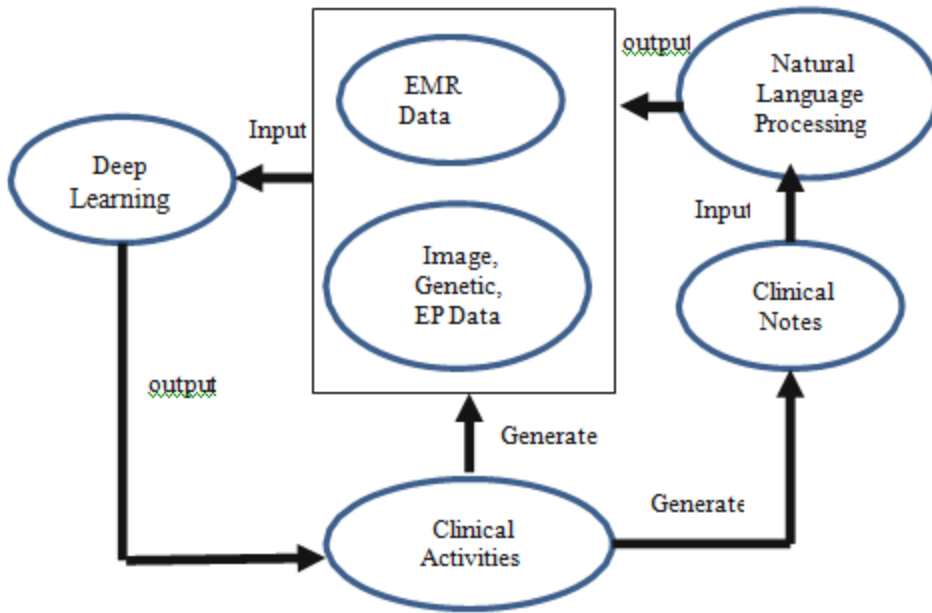 output
Natural
Language
Processing
EMR
Data
Input
Deep
Learning
Input
Image,
Genetic,
EP Data
Clinical
Notes
output
Generate
Generate
Clinical
Activities